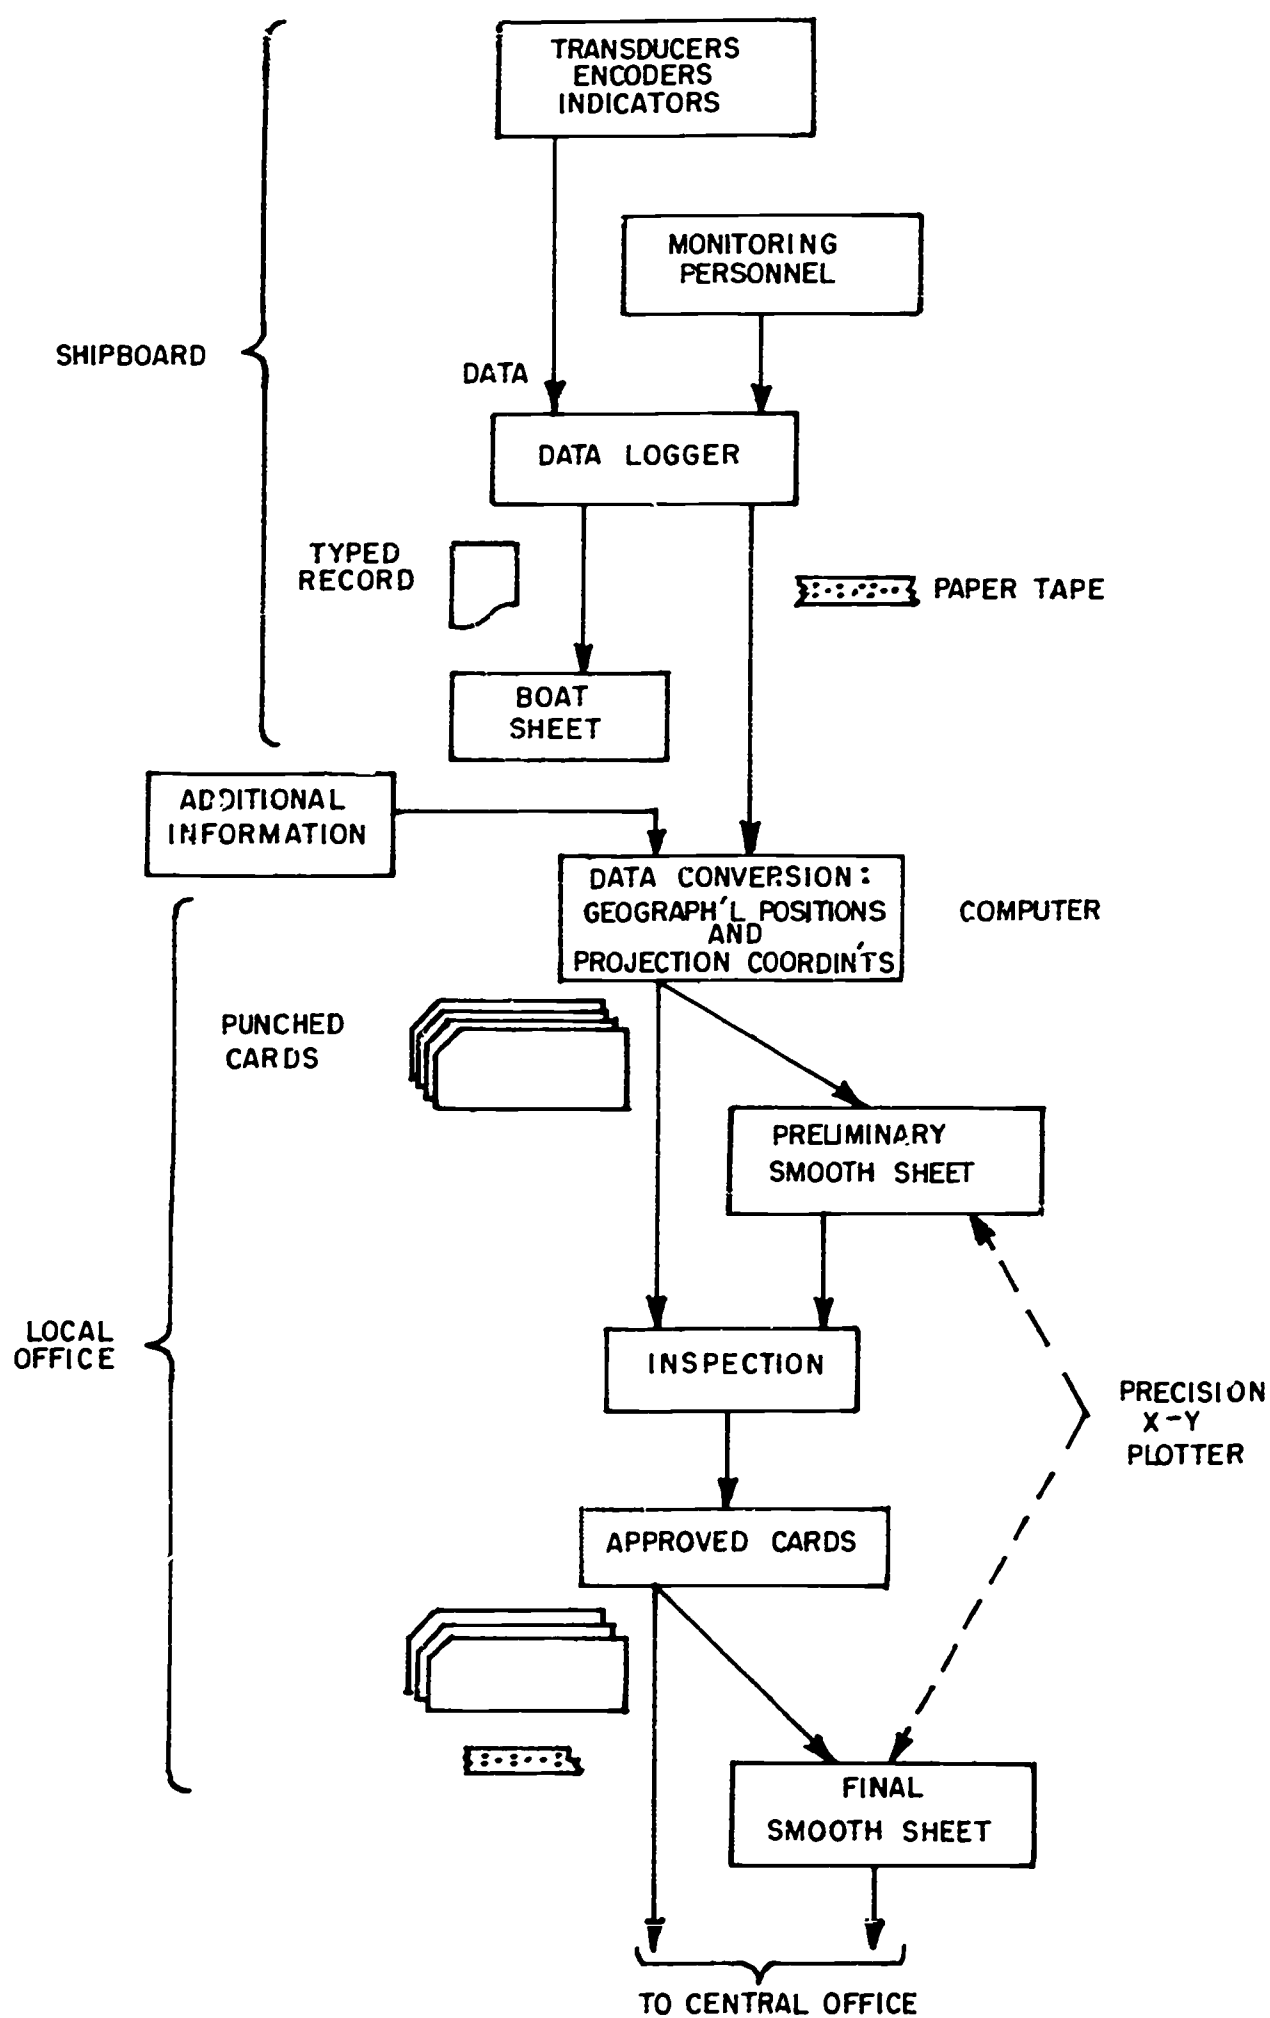 TRANSDUCERS
ENCODERS
INDICATORS
MONITORING
PERSONNEL
SHIPBOARD
DATA
DATA LOGGER
TYPED
RECORD
PAPER TAPE
BOAT
SHEET
ADDITIONAL
INFORMATION
DATA CONVERSION:
GEOGRAPH'L POSITIONS
AND
PROJECTION COORDIN'TS
COMPUTER
PUNCHED
CARDS
PRELIMINARY
SMOOTH SHEET
LOCAL
OFFICE
INSPECTION
PRECISION
X-Y
PLOTTER
APPROVED CARDS
FINAL
SMOOTH SHEET
TO CENTRAL OFFICE